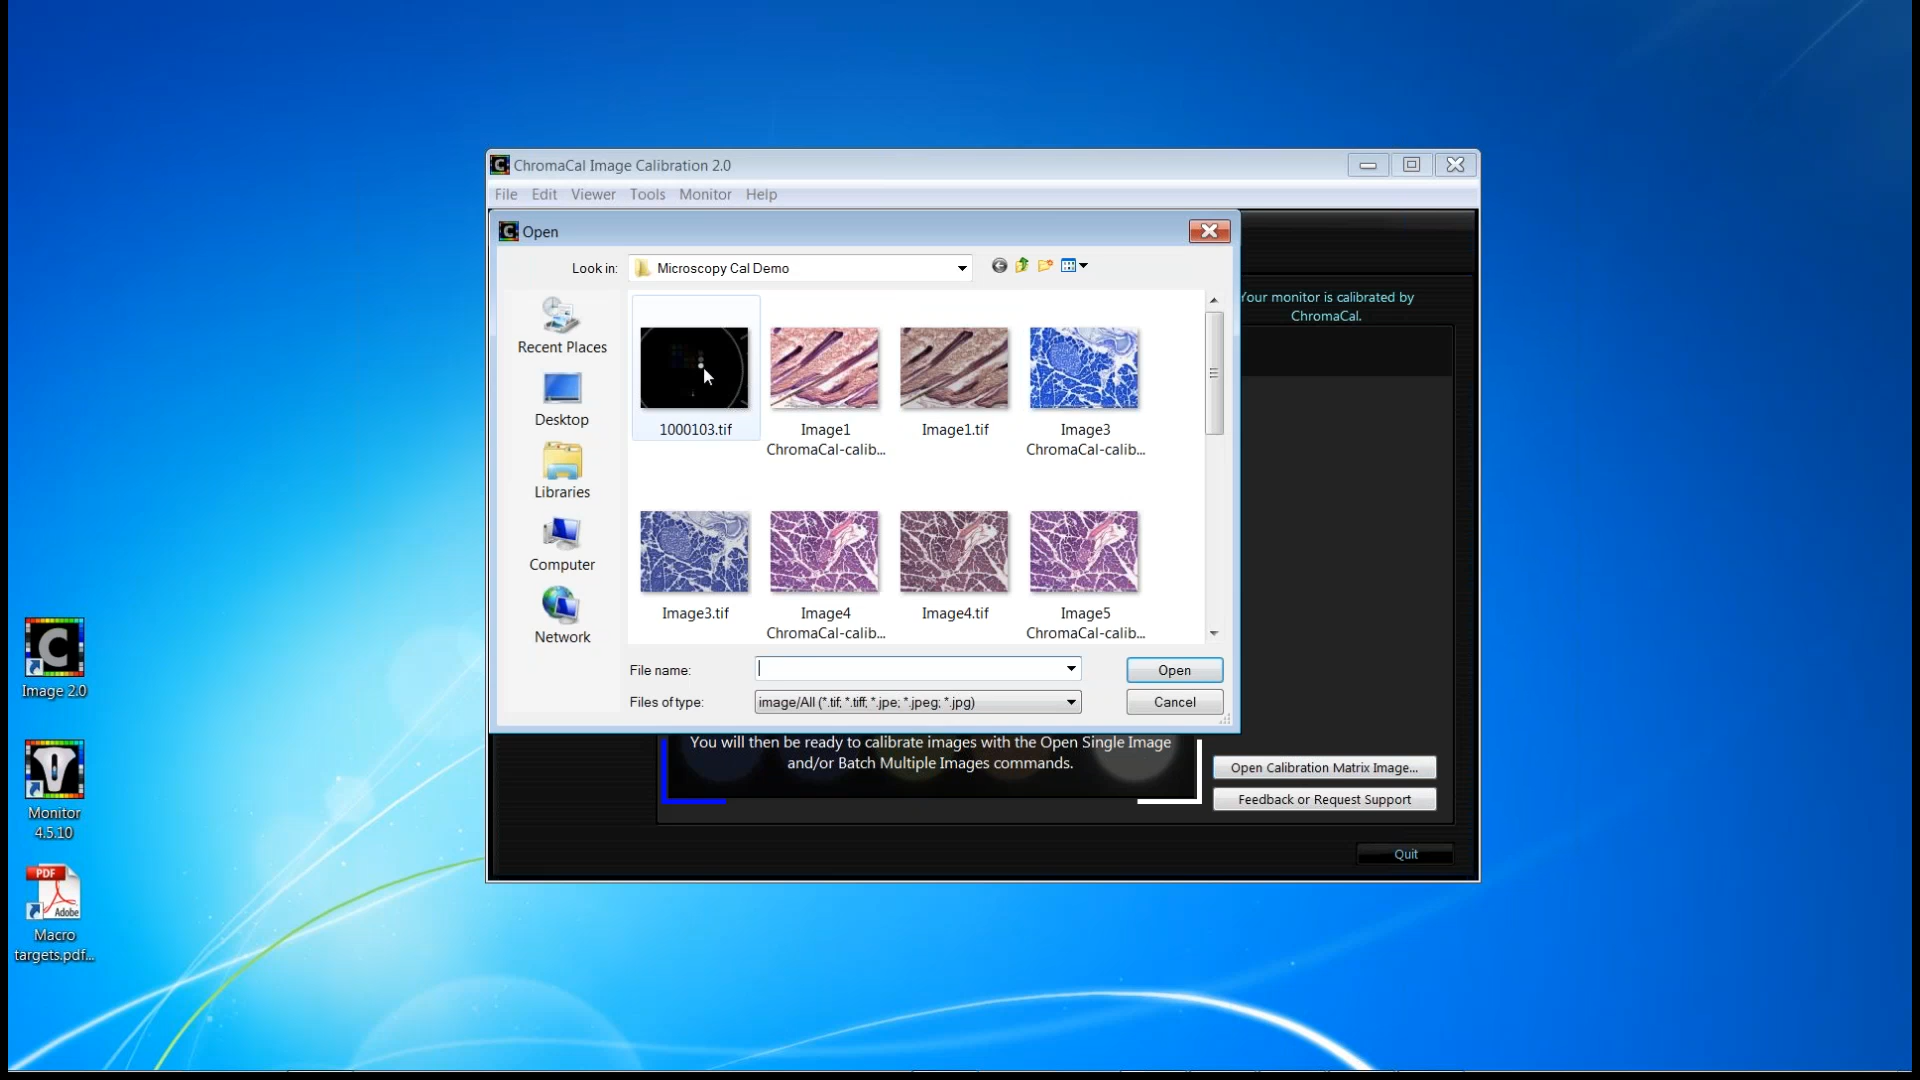 ChromaCal Image Calibration 2.0
File Edit Viewer Tools Monitor Help
Open
Look in: Microscopy Cal Demo
Your monitor is calibrated by
ChromaCal.
Recent Places
Desktop
Libraries
Computer
Network
1000103.tif
Image1
ChromaCal-calib...
Image1.tif
Image3
ChromaCal-calib...
Image3.tif
Image4
ChromaCal-calib...
Image4.tif
Image5
ChromaCal-calib...
File name:
Open
Files of type: image/All (*.tif; *.tiff; *.jpe; *.jpeg; *.jpg)
Cancel
You will then be ready to calibrate images with the Open Single Image
and/or Batch Multiple Images commands.
Open Calibration Matrix Image...
Feedback or Request Support
Quit
C
Image 2.0
Monitor
4.5.10
PDF
Adobe
Macro
targets.pdf...